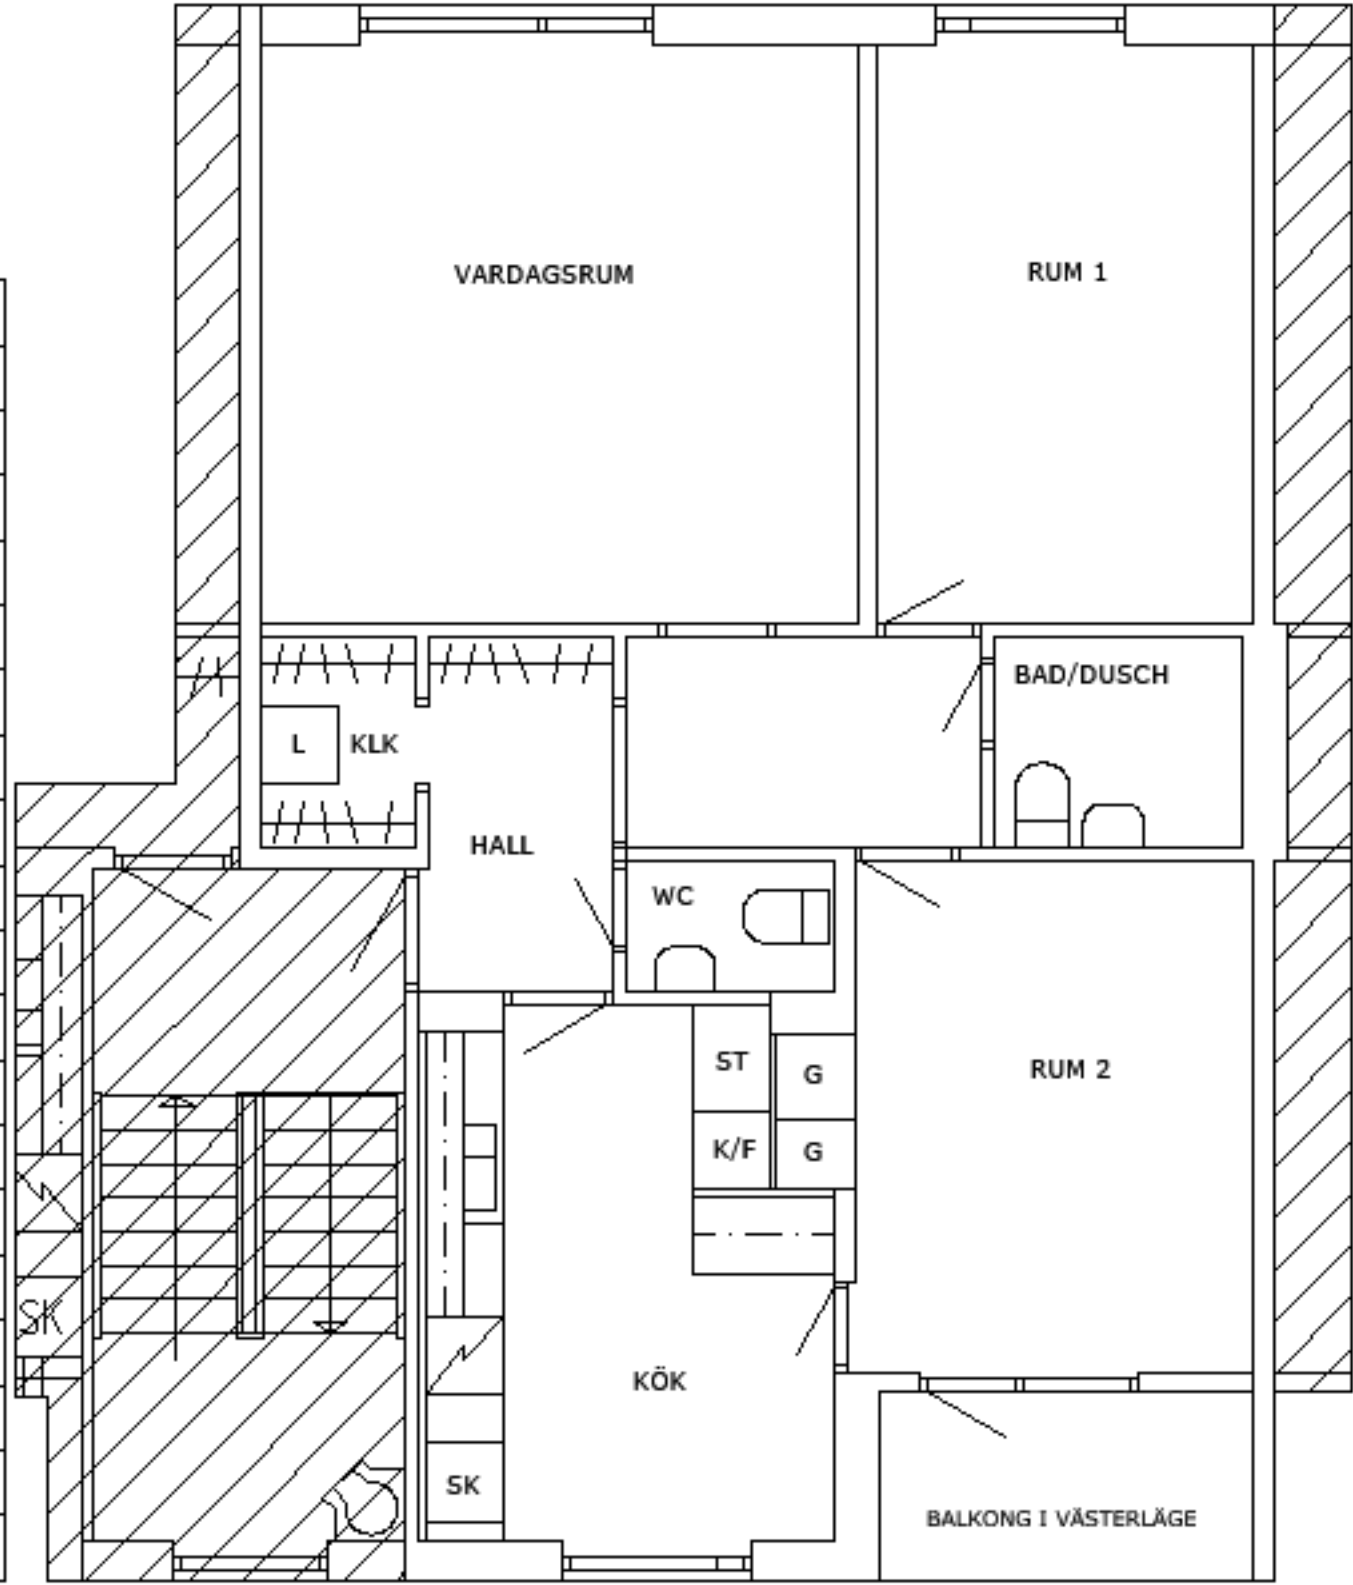 VARDAGSRUM
RUM 1
BAD/DUSCH
L
KLK
HALL
WC
ST
G
RUM 2
K/F
G
SK
KÖK
SK
BALKONG I VÄSTERLÄGE